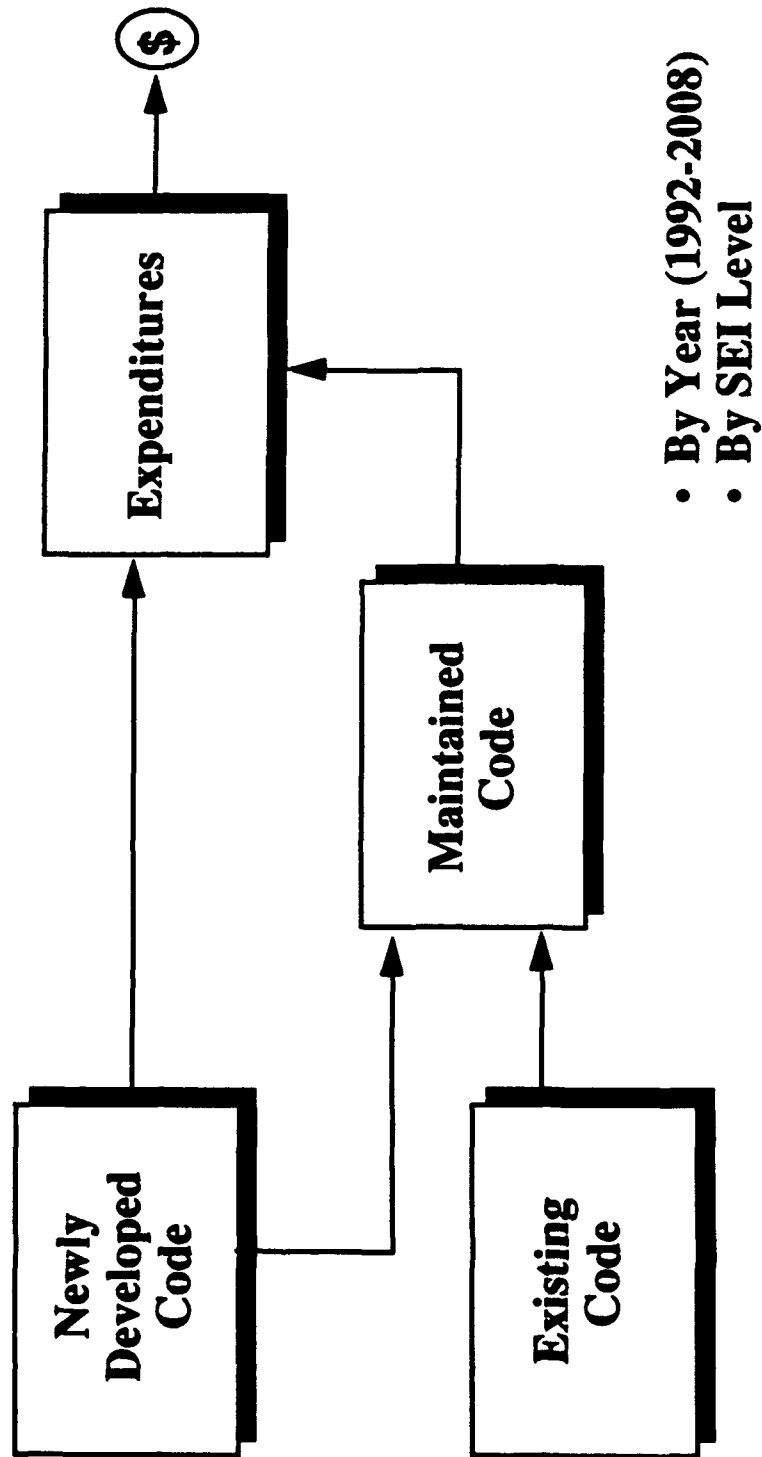 Newly
Developed
Code
Existing
Code
Maintained
Code
Expenditures
$
• By Year (1992-2008)
• By SEI Level